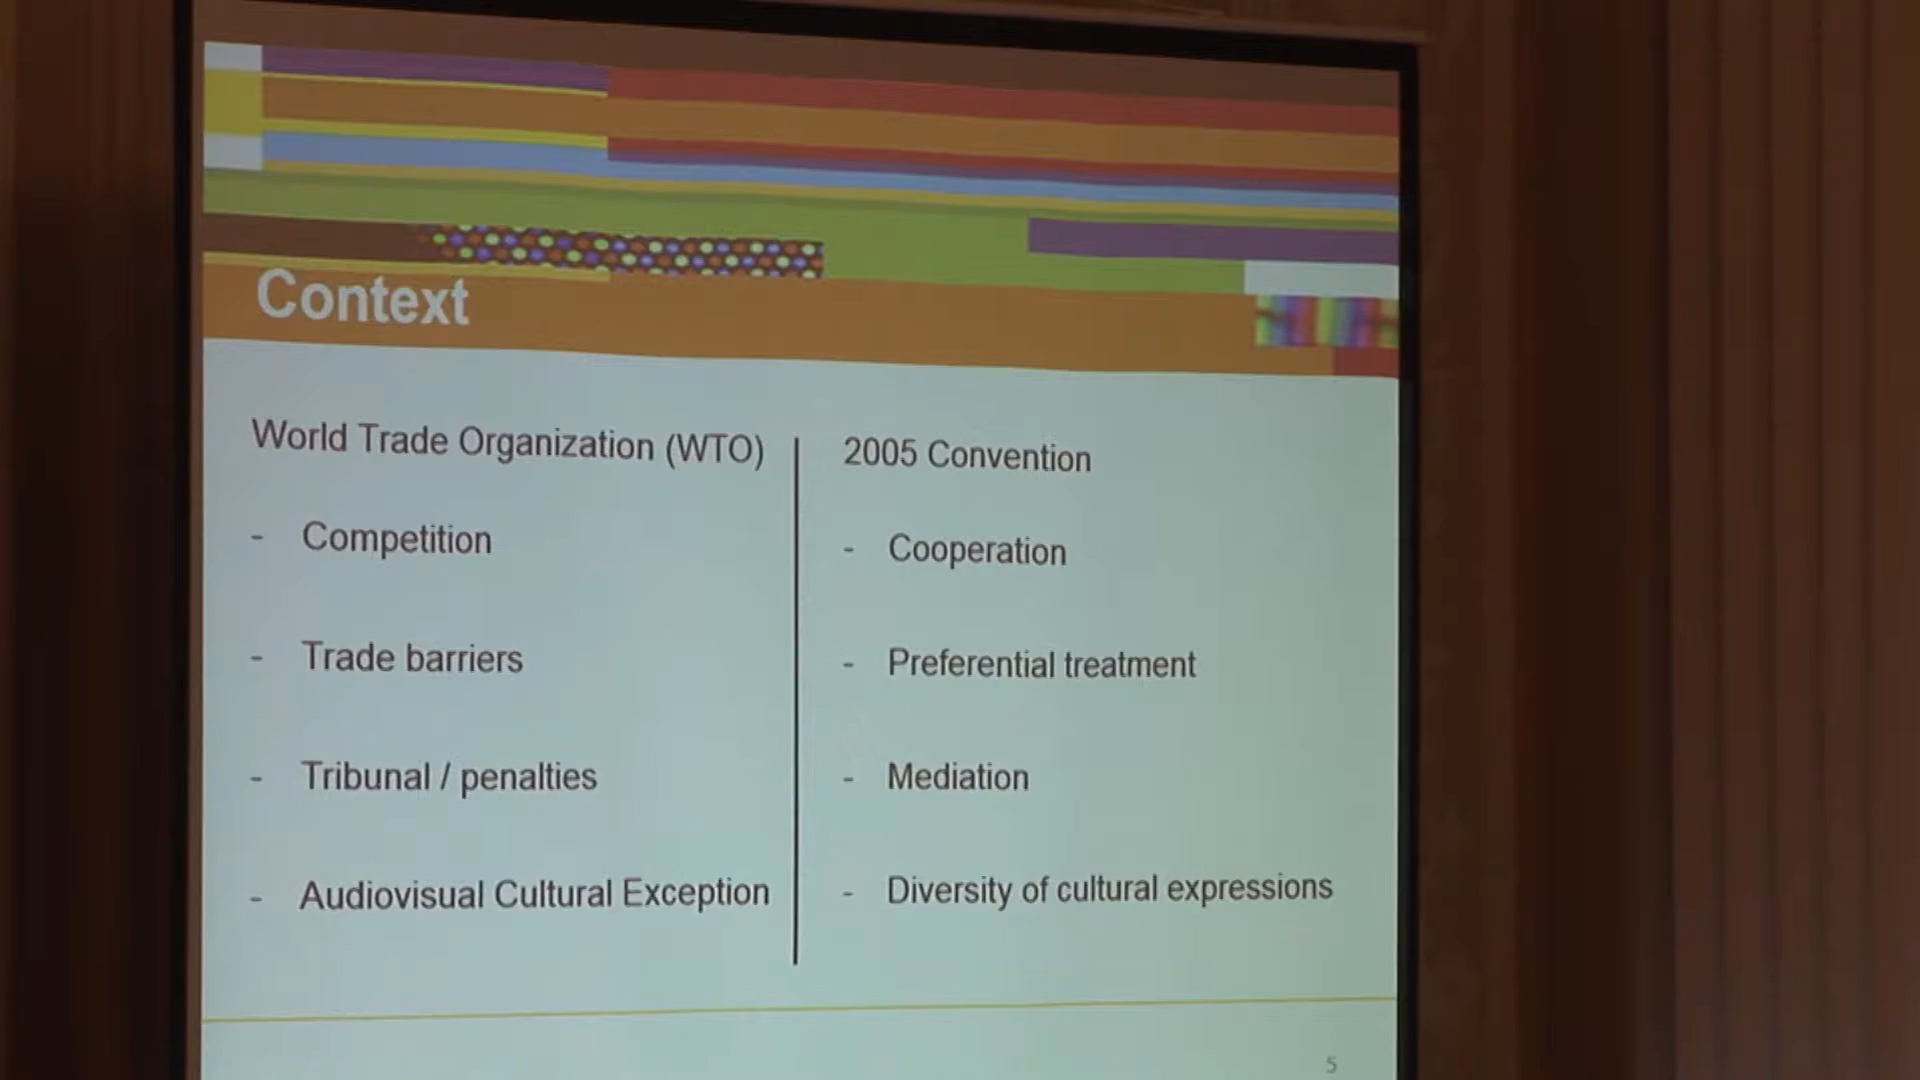 Context
World Trade Organization (WTO)
- Competition
- Trade barriers
- Tribunal / penalties
- Audiovisual Cultural Exception
2005 Convention
- Cooperation
- Preferential treatment
- Mediation
- Diversity of cultural expressions
5